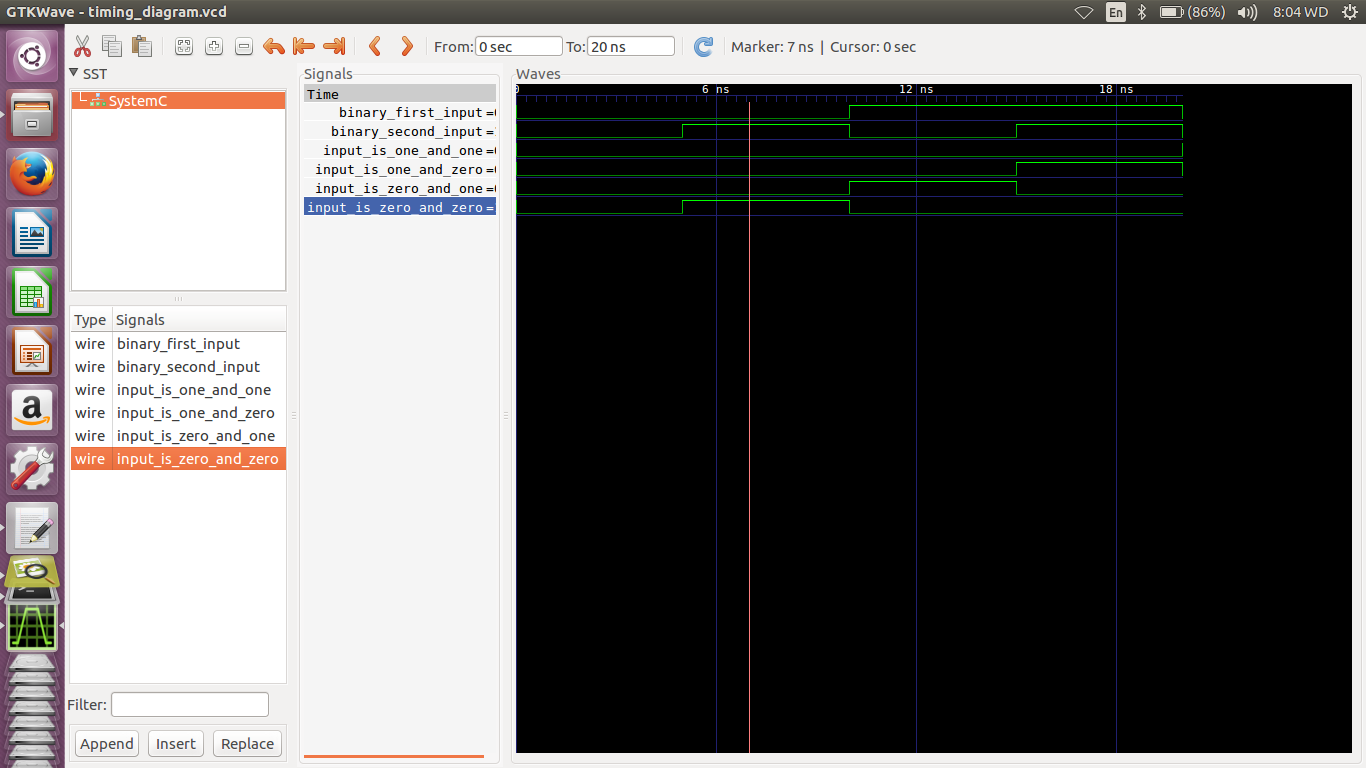 GTKWave - timing_diagram.vcd
En
(86%)
8:04 WD
From: 0 sec To: 20 ns
Marker: 7 ns | Cursor: 0 sec
SST
SystemC
Type Signals
wire binary_first_input
wire binary_second_input
wire input_is_one_and_one
wire input_is_one_and_zero
wire input_is_zero_and_one
wire input_is_zero_and_zero
Filter:
Append Insert Replace
Signals
Time
binary_first_input =
binary_second_input =
input_is_one_and_one =
input_is_one_and_zero =
input_is_zero_and_one =
input_is_zero_and_zero =
Waves
0 6 ns 12 ns 18 ns
a